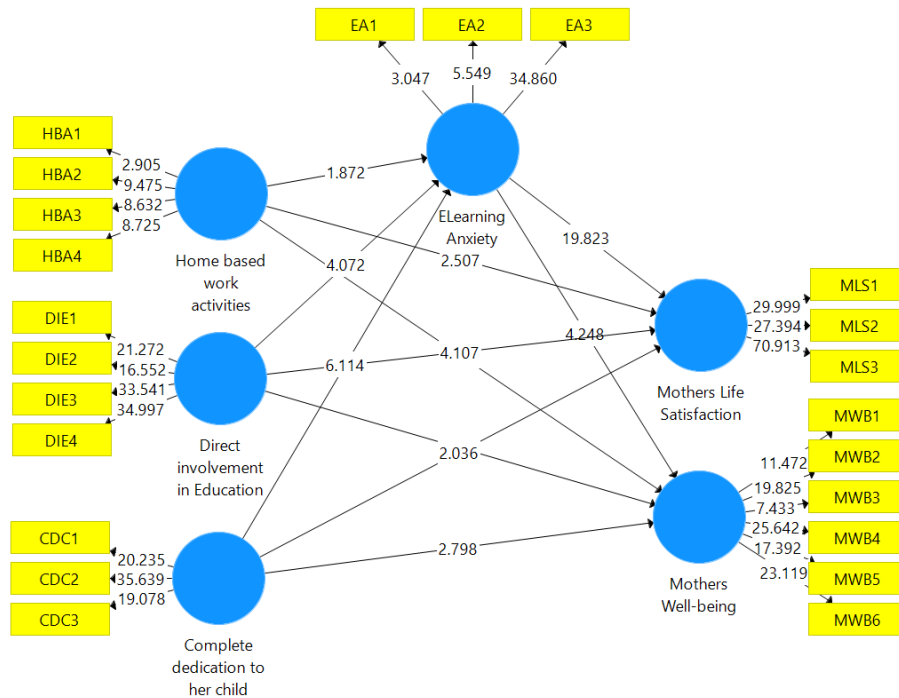 EA1
EA2
EA3
3.047
5.549
34.860
HBA1
HBA2
HBA3
HBA4
2.905
9.475
8.632
8.725
1.872
ELearning
Anxiety
19.823
Home based
work
activities
4.072
2.507
MLS1
MLS2
MLS3
29.999
27.394
70.913
DIE1
DIE2
DIE3
DIE4
21.272
16.552
33.541
34.997
4.248
4.107
6.114
Mothers Life
Satisfaction
Direct
involvement
in Education
2.036
MWB1
MWB2
MWB3
MWB4
MWB5
MWB6
11.472
19.825
7.433
25.642
17.392
23.119
CDC1
CDC2
CDC3
20.235
35.639
19.078
2.798
Mothers
Well-being
Complete
dedication to
her child